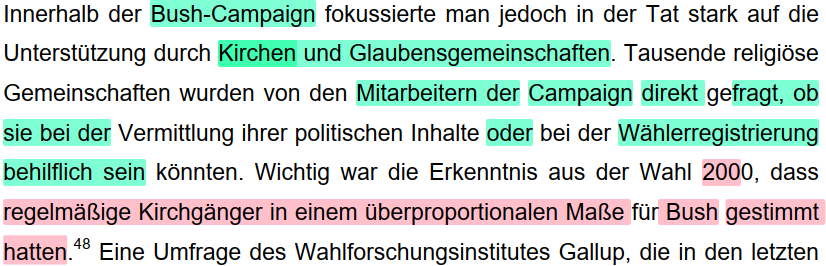 Innerhalb der Bush-Campaign fokussierte man jedoch in der Tat stark auf die
Unterstützung durch Kirchen und Glaubensgemeinschaften. Tausende religiöse
Gemeinschaften wurden von den Mitarbeitern der Campaign direkt gefragt, ob
sie bei der Vermittlung ihrer politischen Inhalte oder bei der Wählerregistrierung
behilflich sein könnten. Wichtig war die Erkenntnis aus der Wahl 2000, dass
regelmäßige Kirchgänger in einem überproportionalen Maße für Bush gestimmt
hatten.48 Eine Umfrage des Wahlforschungsinstitutes Gallup, die in den letzten